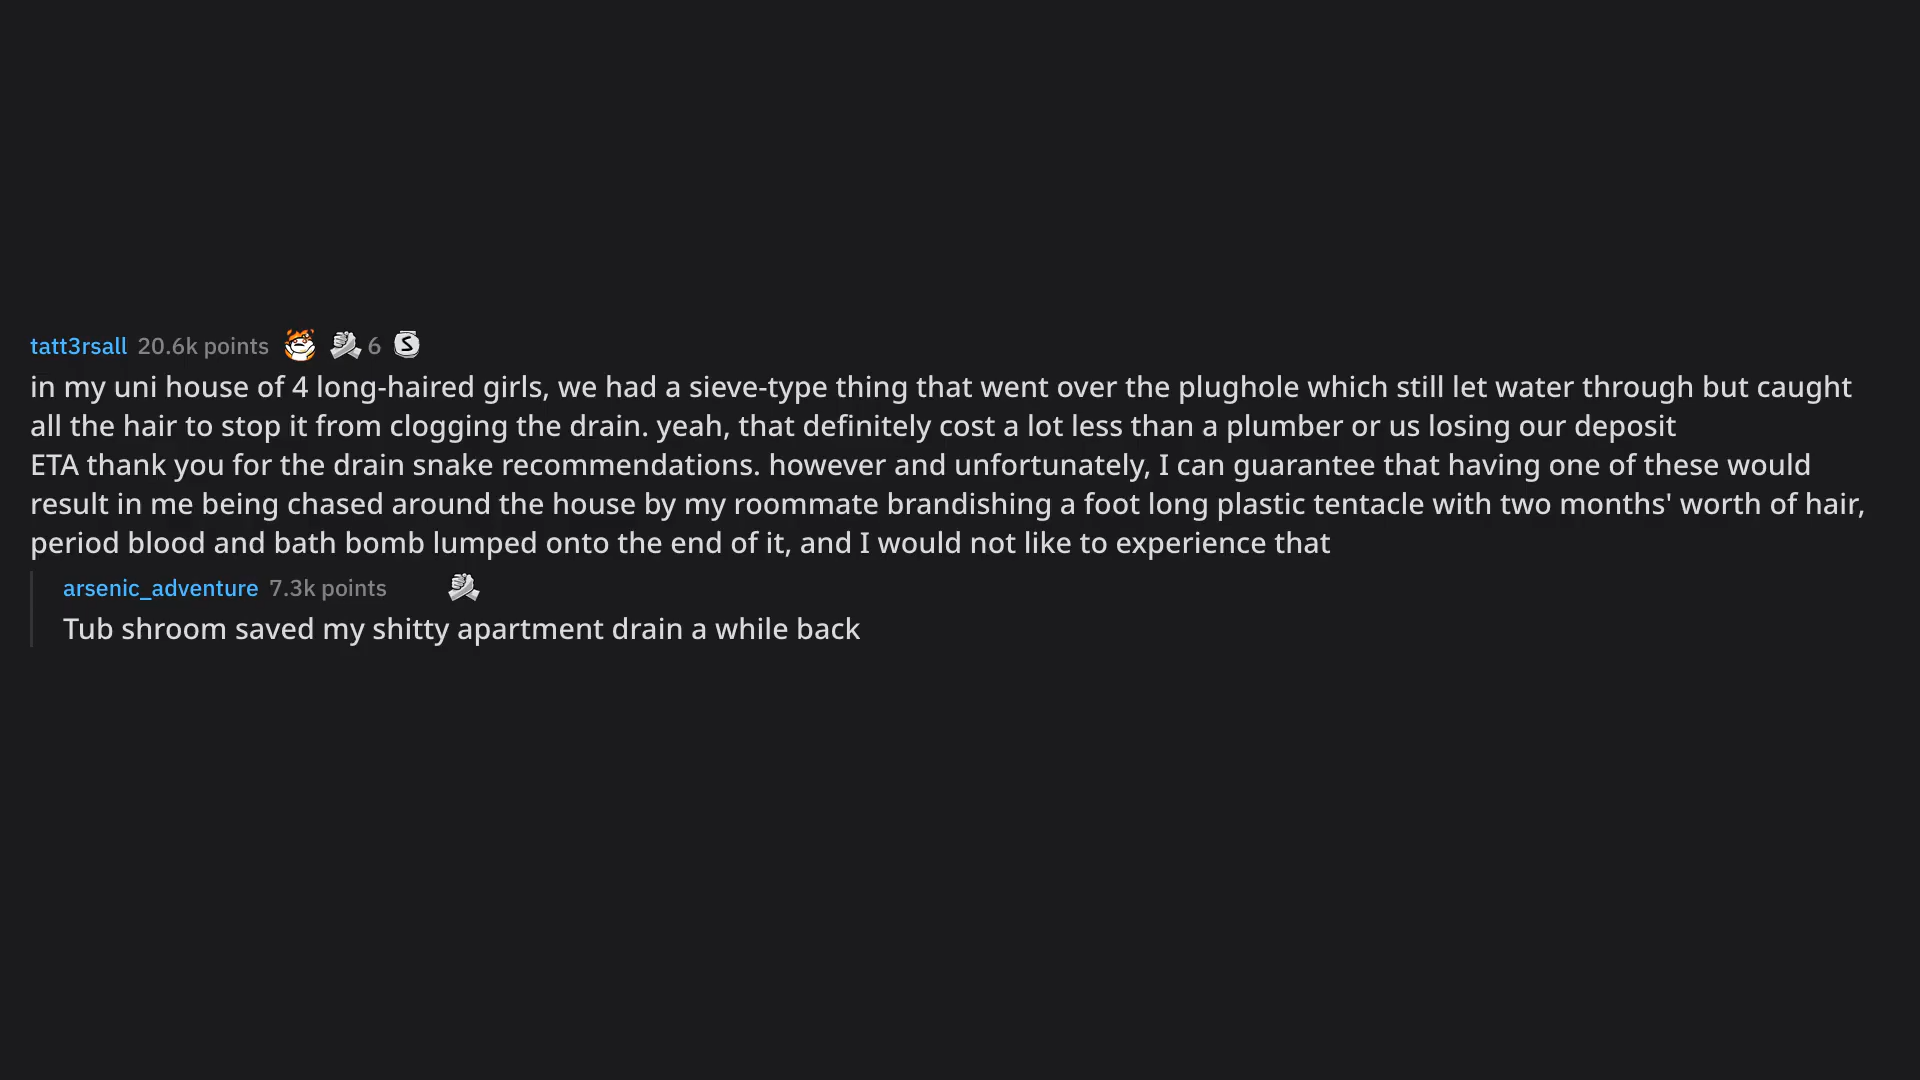 tatt3rsall 20.6k points 6 S
in my uni house of 4 long-haired girls, we had a sieve-type thing that went over the plughole which still let water through but caught
all the hair to stop it from clogging the drain. yeah, that definitely cost a lot less than a plumber or us losing our deposit
ETA thank you for the drain snake recommendations. however and unfortunately, I can guarantee that having one of these would
result in me being chased around the house by my roommate brandishing a foot long plastic tentacle with two months' worth of hair,
period blood and bath bomb lumped onto the end of it, and I would not like to experience that
arsenic_adventure 7.3k points
Tub shroom saved my shitty apartment drain a while back